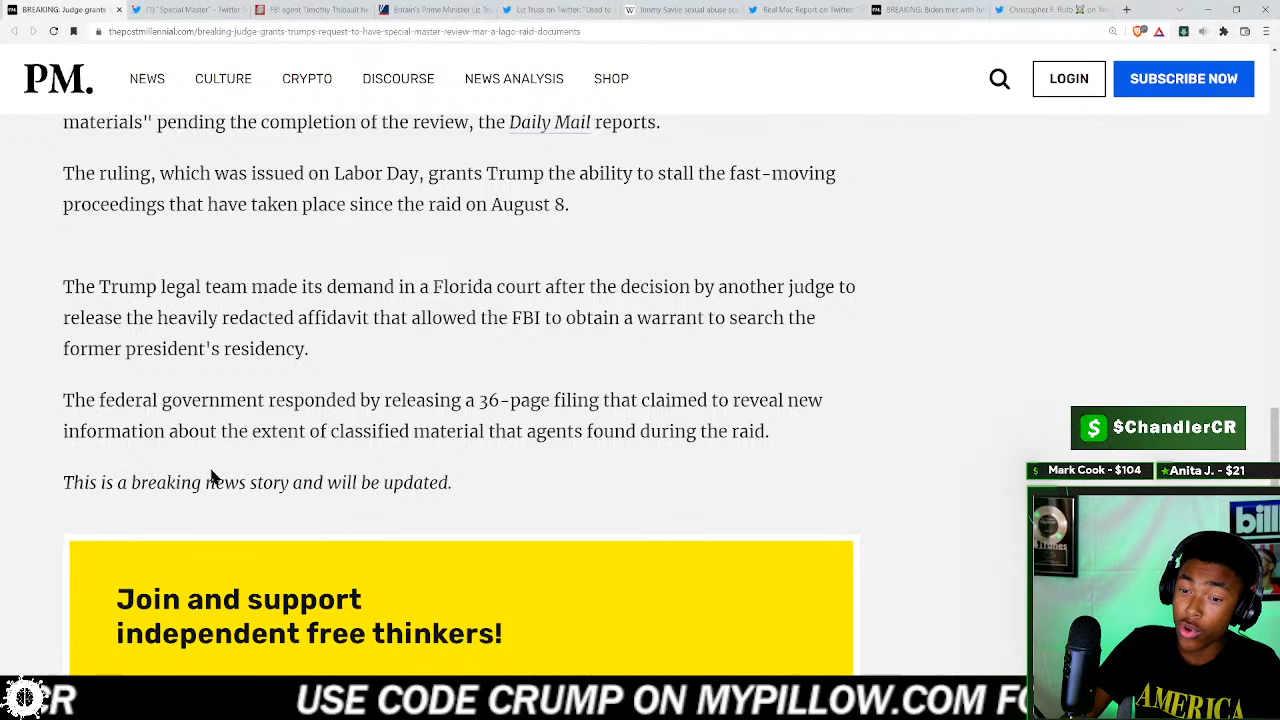 BREAKING: Judge grants
(1) "Special Master" - Twitter
FBI agent Timothy Thibault
Britain's Prime Minister Liz Tr
Liz Truss on Twitter: "Used to
Jimmy Savile sexual abuse sc
Real Mac Report on Twitter: "
BREAKING: Biden met with h
Christopher F. Rufo on Tw
thepostmillennial.com/breaking-judge-grants-trumps-request-to-have-special-master-review-mar-a-lago-raid-documents
PM.
NEWS CULTURE CRYPTO DISCOURSE NEWS ANALYSIS SHOP
LOGIN
SUBSCRIBE NOW
materials" pending the completion of the review, the Daily Mail reports.
The ruling, which was issued on Labor Day, grants Trump the ability to stall the fast-moving
proceedings that have taken place since the raid on August 8.
The Trump legal team made its demand in a Florida court after the decision by another judge to
release the heavily redacted affidavit that allowed the FBI to obtain a warrant to search the
former president's residency.
The federal government responded by releasing a 36-page filing that claimed to reveal new
information about the extent of classified material that agents found during the raid.
This is a breaking news story and will be updated.
$ $ChandlerCR
$ Mark Cook - $104
Anita J. - $21
Join and support
independent free thinkers!
bill
AMERICA
CR USE CODE CRUMP ON MYPILLOW.COM FO